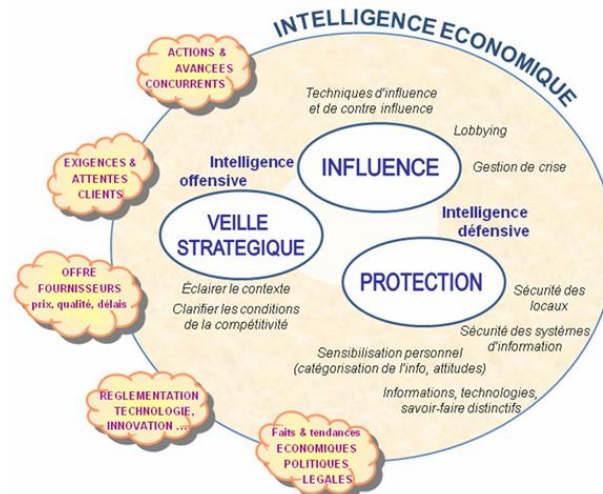 INTELLIGENCE ECONOMIQUE
ACTIONS &
AVANCEES
CONCURRENTS
EXIGENCES &
ATTENTES
CLIENTS
OFFRE
FOURNISSEURS
prix, qualité, délais
REGLEMENTATION
TECHNOLOGIE,
INNOVATION ...
Faits & tendances
ECONOMIQUES
POLITIQUES
LEGALES
Techniques d'influence
et de contre influence
Lobbying
Gestion de crise
INFLUENCE
Intelligence
offensive
VEILLE
STRATEGIQUE
Éclairer le contexte
Clarifier les conditions
de la compétitivité
Intelligence
défensive
PROTECTION
Sécurité des
locaux
Sécurité des systèmes
d'information
Sensibilisation personnel
(catégorisation de l'info, attitudes)
Informations, technologies,
savoir-faire distinctifs